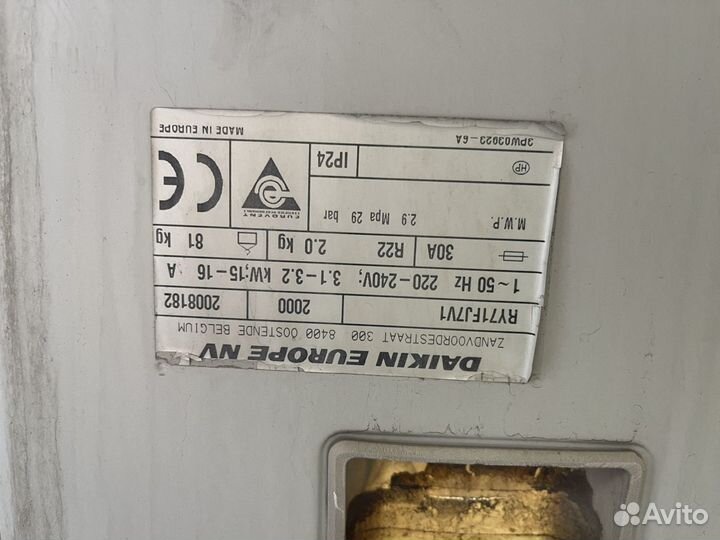 DAIKIN EUROPE NV
ZANDVOORDESTRAAT 300 8400 OOSTENDE BELGIUM
RY71FJ7V1 2000 2008182
1~50 Hz 220-240V; 3.1-3.2 kW;15-16 A
30A R22 2.0 kg 81 kg
M.W.P. 2.9 Mpa 29 bar
HP IP24 CE
EUROVENT
3PW03023-6A MADE IN EUROPE
Avito